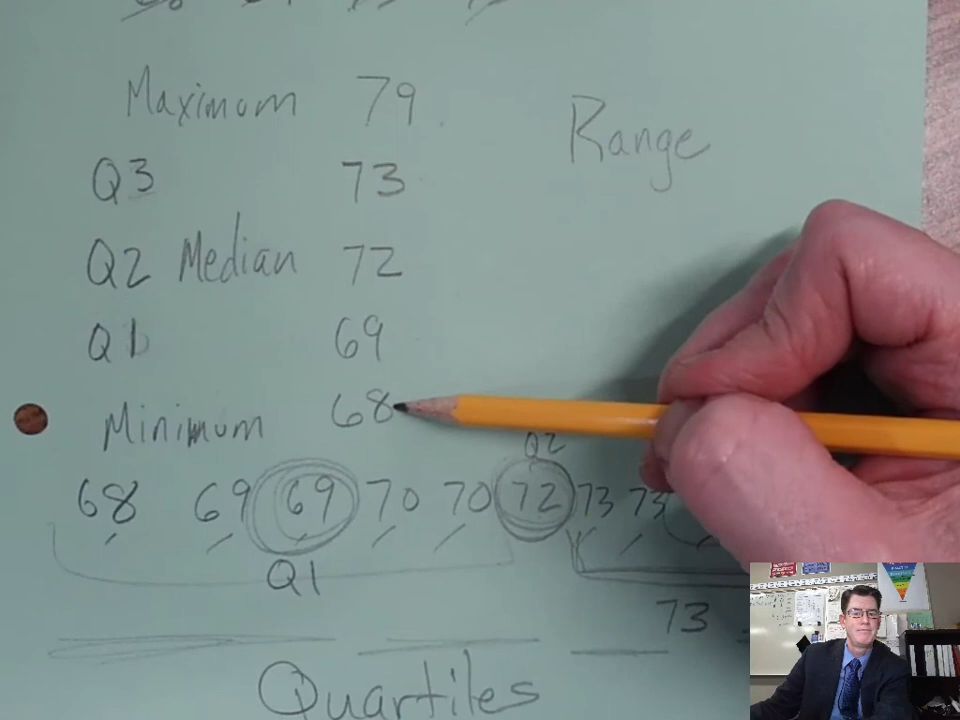 Maximum 79
Range
Q3 73
Q2 Median 72
Q1 69
Minimum 68
Q2
68 69 69 70 70 72 73 73
Q1
73
Quartiles